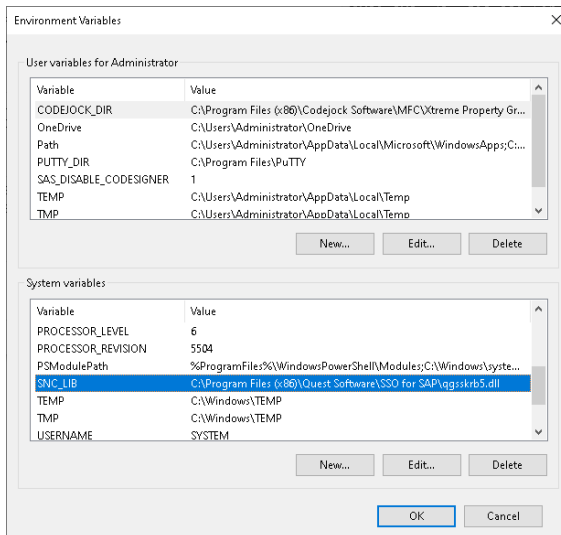 Environment Variables
User variables for Administrator
Variable Value
CODEJOCK_DIR C:\Program Files (x86)\Codejock Software\MFC\Xtreme Property Gr...
OneDrive C:\Users\Administrator\OneDrive
Path C:\Users\Administrator\AppData\Local\Microsoft\WindowsApps;C:...
PUTTY_DIR C:\Program Files\PuTTY
SAS_DISABLE_CODESIGNER 1
TEMP C:\Users\Administrator\AppData\Local\Temp
TMP C:\Users\Administrator\AppData\Local\Temp
New... Edit... Delete
System variables
Variable Value
PROCESSOR_LEVEL 6
PROCESSOR_REVISION 5504
PSModulePath %ProgramFiles%\WindowsPowerShell\Modules;C:\Windows\syste...
SNC_LIB C:\Program Files (x86)\Quest Software\SSO for SAP\qgsskrb5.dll
TEMP C:\Windows\TEMP
TMP C:\Windows\TEMP
USERNAME SYSTEM
New... Edit... Delete
OK Cancel